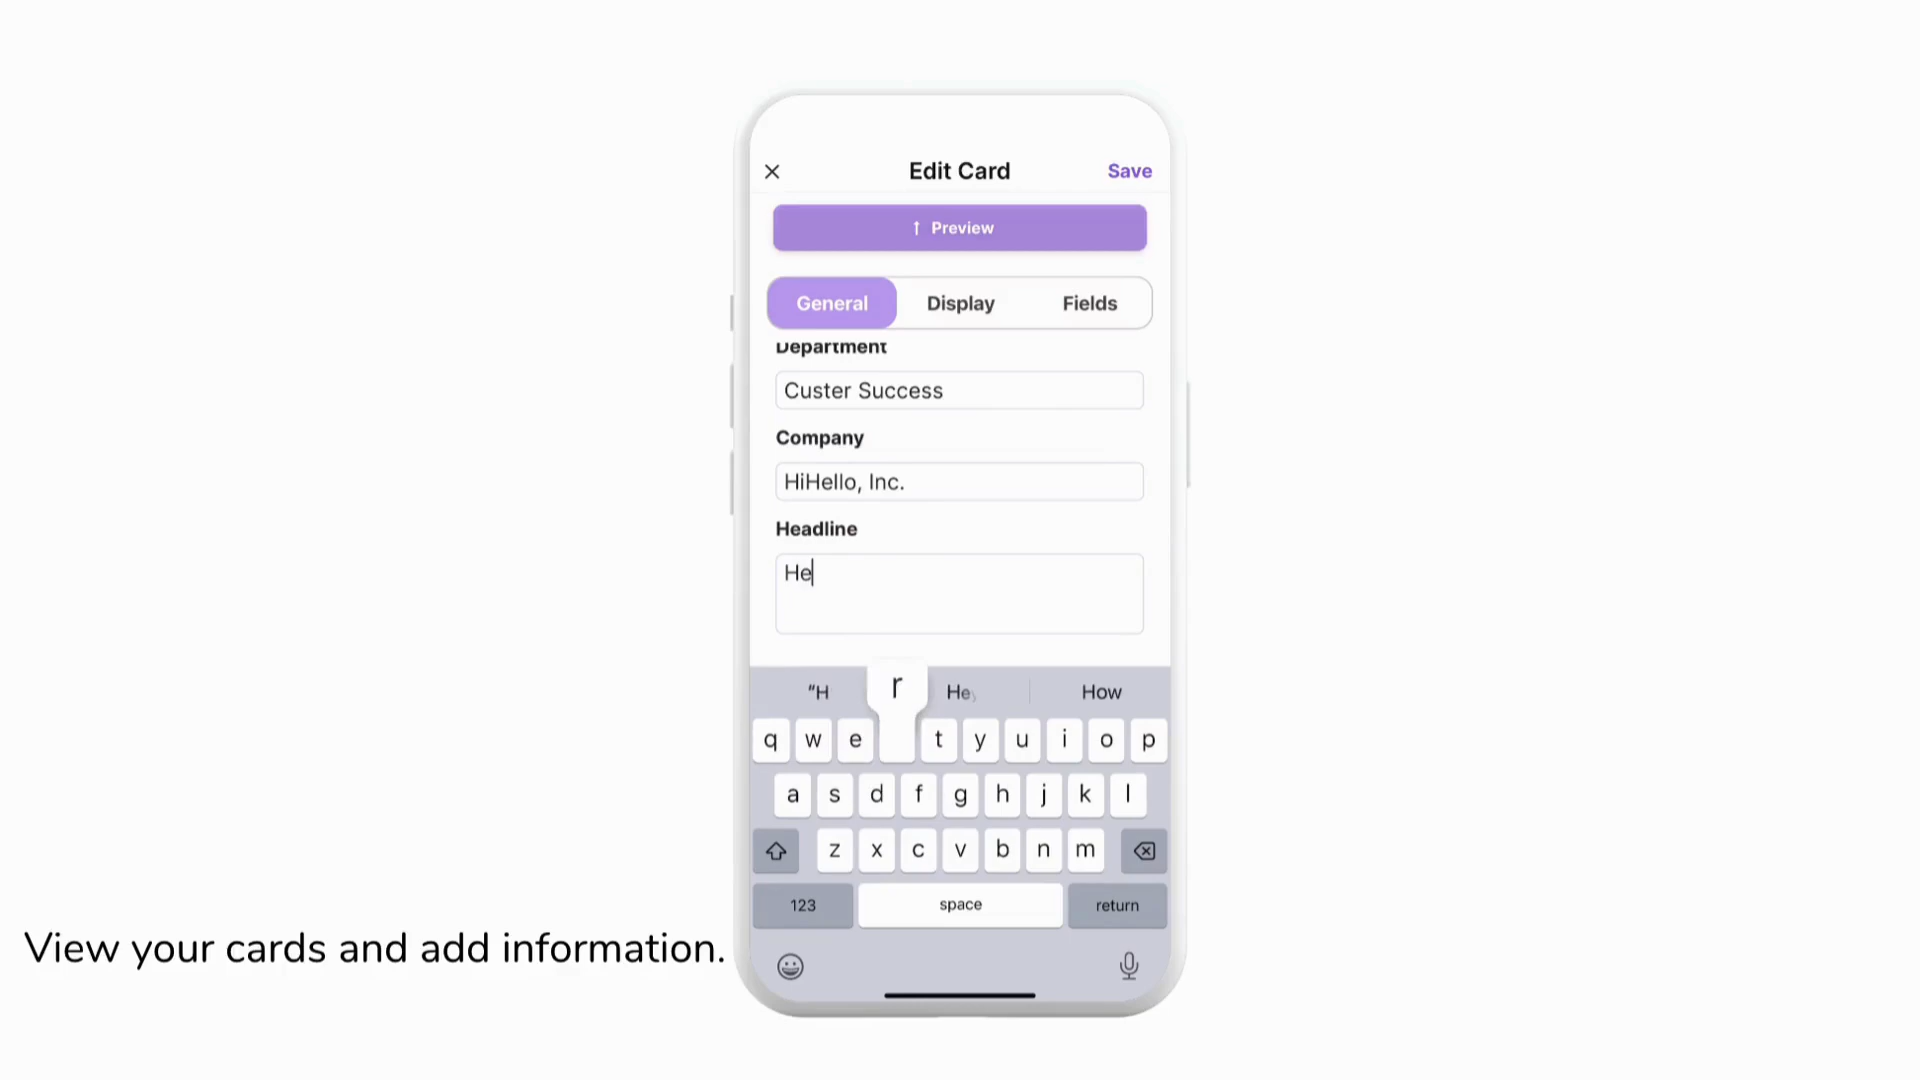 Edit Card
Save
↑ Preview
General
Display
Fields
Department
Custer Success
Company
HiHello, Inc.
Headline
He
“H
r
Hey
How
q w e t y u i o p
a s d f g h j k l
z x c v b n m
123
space
return
View your cards and add information.